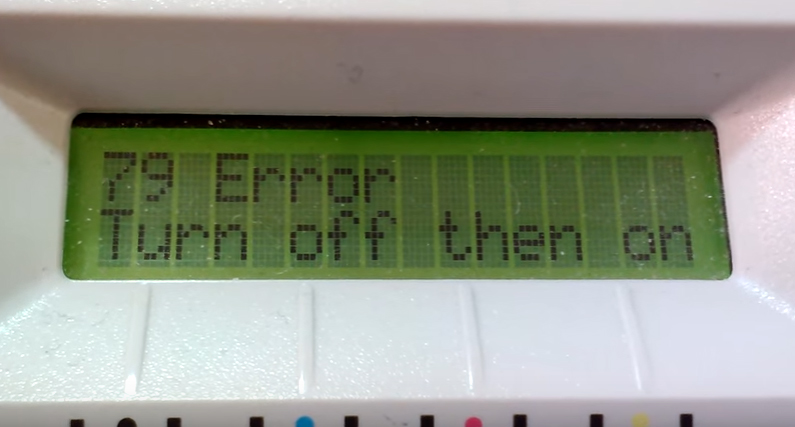 79 Error
Turn off then on